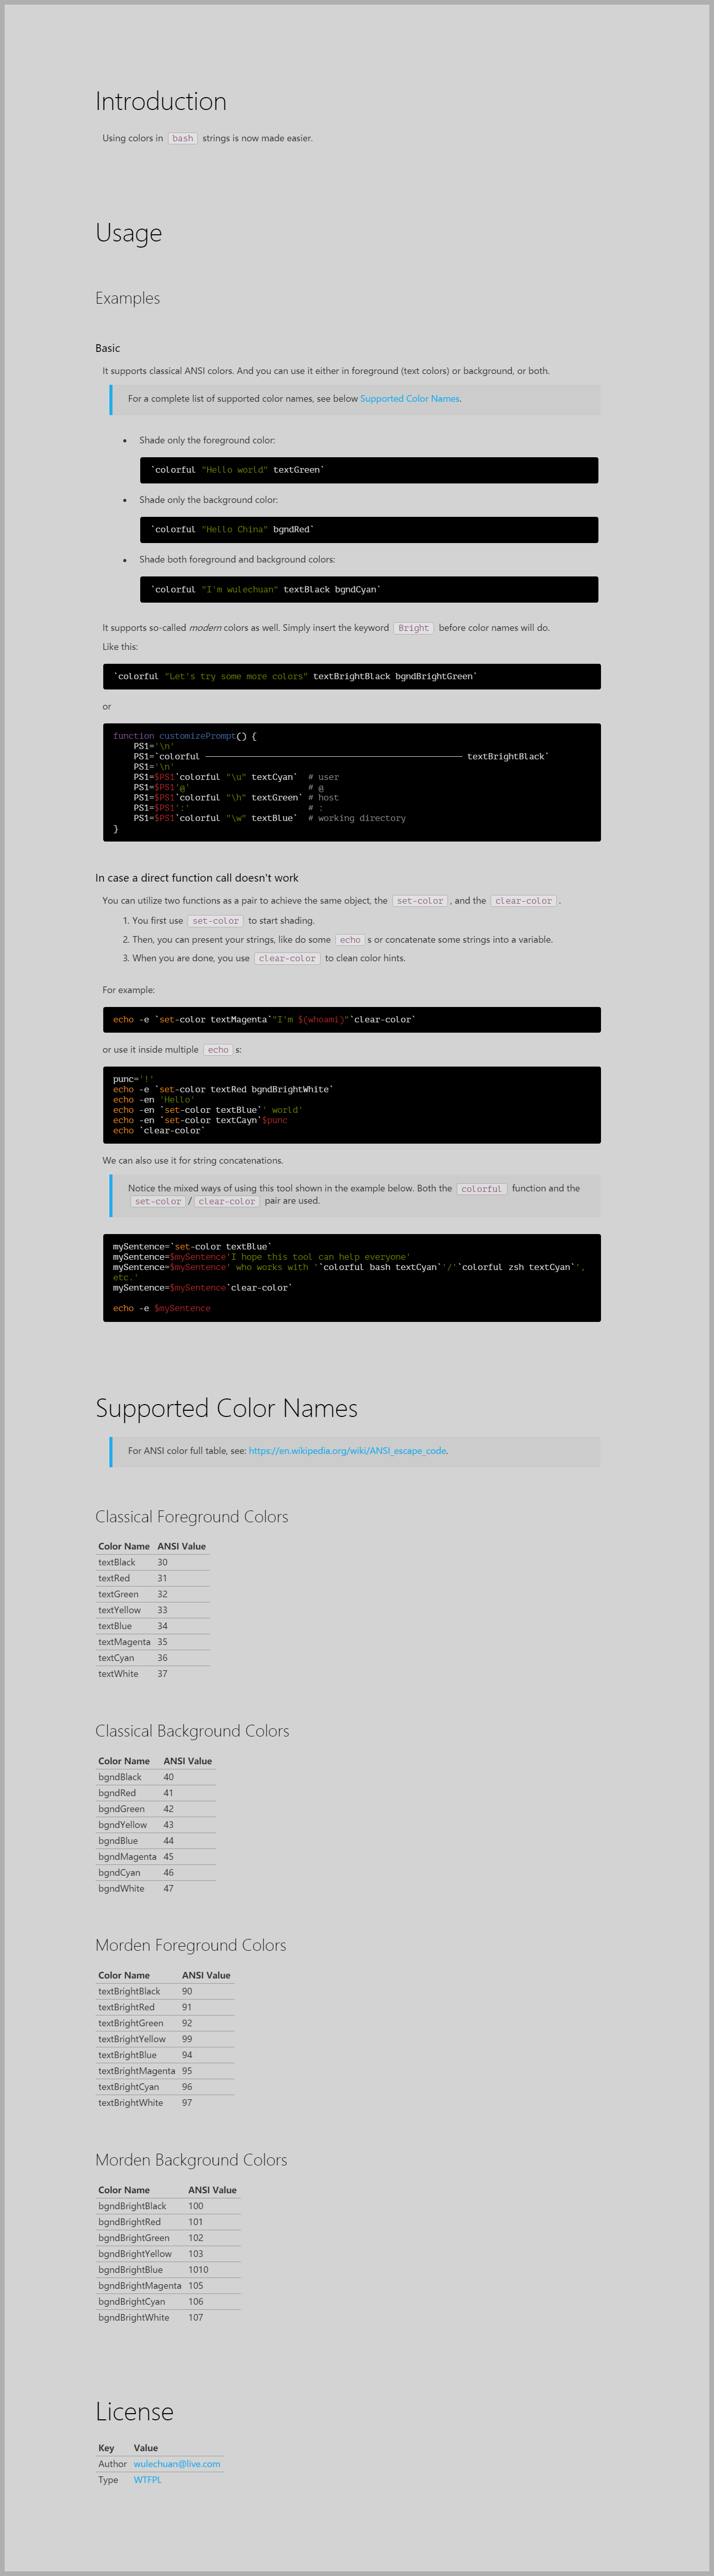 Introduction
Using colors in bash strings is now made easier.
Usage
Examples
Basic
It supports classical ANSI colors. And you can use it either in foreground (text colors) or background, or both.
For a complete list of supported color names, see below Supported Color Names.
• Shade only the foreground color:
`colorful "Hello world" textGreen`
• Shade only the background color:
`colorful "Hello China" bgndRed`
• Shade both foreground and background colors:
`colorful "I'm wulechuan" textBlack bgndCyan`
It supports so-called modern colors as well. Simply insert the keyword Bright before color names will do.
Like this:
`colorful "Let's try some more colors" textBrightBlack bgndBrightGreen`
or
function customizePrompt() {
    PS1='\n'
    PS1=`colorful ────────────────────────────────────────────────── textBrightBlack`
    PS1='\n'
    PS1=$PS1`colorful "\u" textCyan`  # user
    PS1=$PS1'@'                       # @
    PS1=$PS1`colorful "\h" textGreen` # host
    PS1=$PS1':'                       # :
    PS1=$PS1`colorful "\w" textBlue`  # working directory
}
In case a direct function call doesn't work
You can utilize two functions as a pair to achieve the same object, the set-color , and the clear-color .
1. You first use set-color to start shading.
2. Then, you can present your strings, like do some echo s or concatenate some strings into a variable.
3. When you are done, you use clear-color to clean color hints.
For example:
echo -e `set-color textMagenta`"I'm $(whoami)"`clear-color`
or use it inside multiple echo s:
punc='!'
echo -e `set-color textRed bgndBrightWhite`
echo -en 'Hello'
echo -en `set-color textBlue`' world'
echo -en `set-color textCayn`$punc
echo `clear-color`
We can also use it for string concatenations.
Notice the mixed ways of using this tool shown in the example below. Both the colorful function and the
set-color / clear-color pair are used.
mySentence=`set-color textBlue`
mySentence=$mySentence'I hope this tool can help everyone'
mySentence=$mySentence' who works with '`colorful bash textCyan`'/'`colorful zsh textCyan`',
etc.'
mySentence=$mySentence`clear-color`
echo -e $mySentence
Supported Color Names
For ANSI color full table, see: https://en.wikipedia.org/wiki/ANSI_escape_code.
Classical Foreground Colors
Color Name ANSI Value
textBlack 30
textRed 31
textGreen 32
textYellow 33
textBlue 34
textMagenta 35
textCyan 36
textWhite 37
Classical Background Colors
Color Name ANSI Value
bgndBlack 40
bgndRed 41
bgndGreen 42
bgndYellow 43
bgndBlue 44
bgndMagenta 45
bgndCyan 46
bgndWhite 47
Morden Foreground Colors
Color Name ANSI Value
textBrightBlack 90
textBrightRed 91
textBrightGreen 92
textBrightYellow 99
textBrightBlue 94
textBrightMagenta 95
textBrightCyan 96
textBrightWhite 97
Morden Background Colors
Color Name ANSI Value
bgndBrightBlack 100
bgndBrightRed 101
bgndBrightGreen 102
bgndBrightYellow 103
bgndBrightBlue 1010
bgndBrightMagenta 105
bgndBrightCyan 106
bgndBrightWhite 107
License
Key Value
Author wulechuan@live.com
Type WTFPL